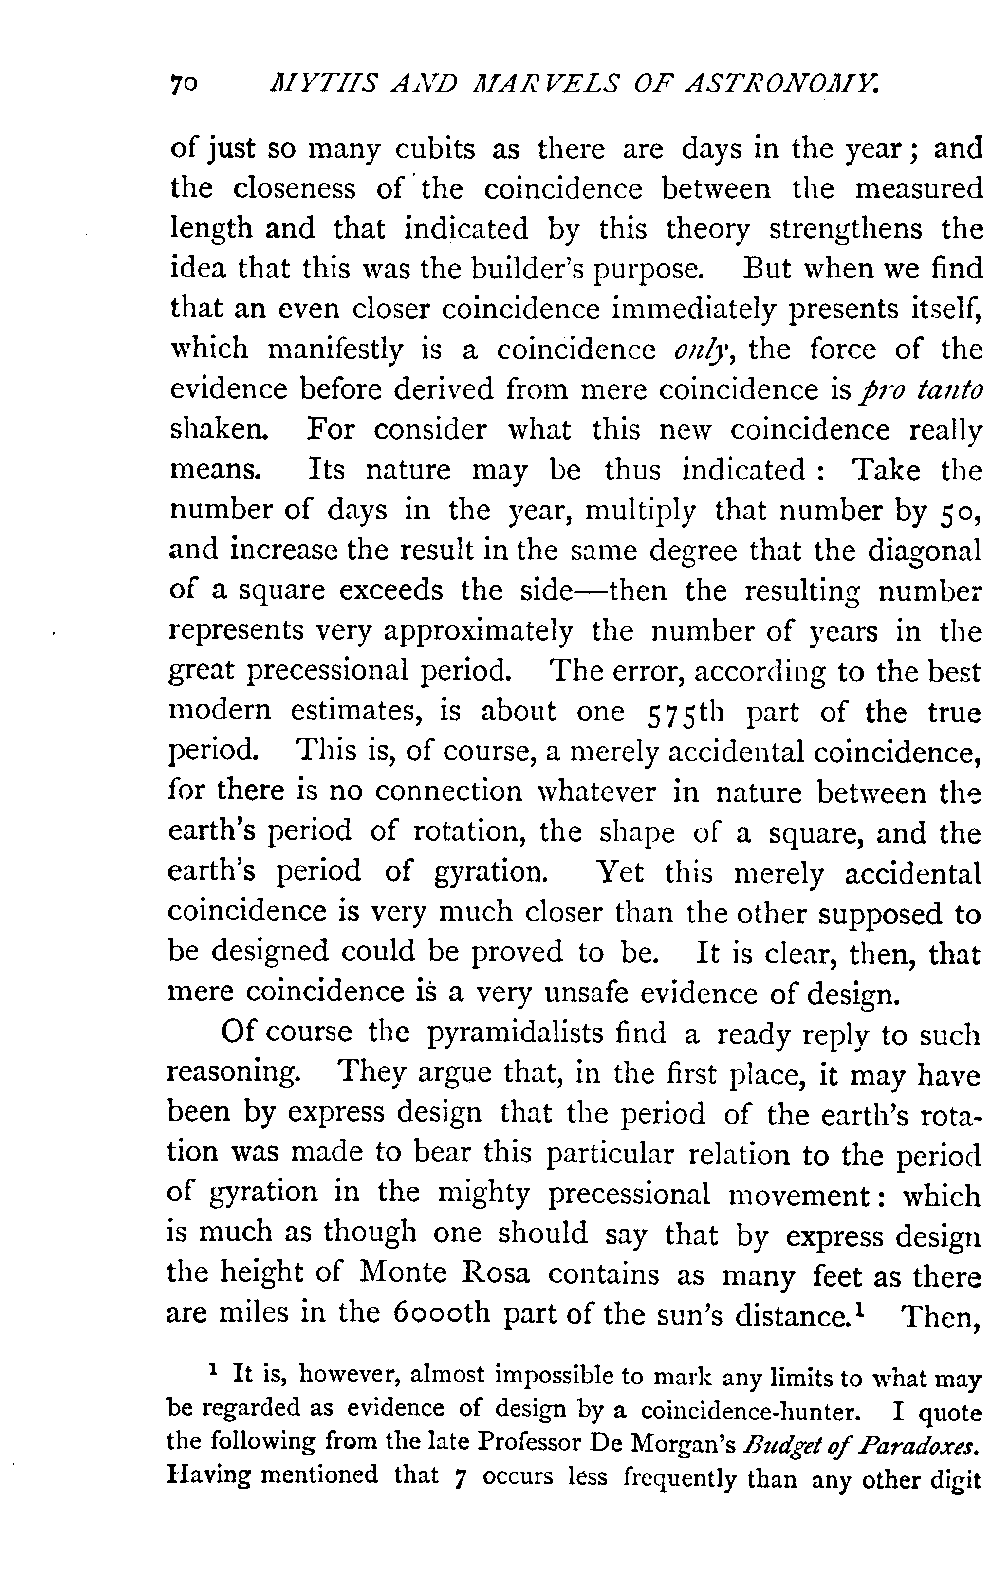 70 MYTHS AND MARVELS OF ASTRONOMY.
of just so many cubits as there are days in the year; and
the closeness of the coincidence between the measured
length and that indicated by this theory strengthens the
idea that this was the builder's purpose. But when we find
that an even closer coincidence immediately presents itself,
which manifestly is a coincidence only, the force of the
evidence before derived from mere coincidence is pro tanto
shaken. For consider what this new coincidence really
means. Its nature may be thus indicated: Take the
number of days in the year, multiply that number by 50,
and increase the result in the same degree that the diagonal
of a square exceeds the side—then the resulting number
represents very approximately the number of years in the
great precessional period. The error, according to the best
modern estimates, is about one 575th part of the true
period. This is, of course, a merely accidental coincidence,
for there is no connection whatever in nature between the
earth's period of rotation, the shape of a square, and the
earth's period of gyration. Yet this merely accidental
coincidence is very much closer than the other supposed to
be designed could be proved to be. It is clear, then, that
mere coincidence is a very unsafe evidence of design.
Of course the pyramidalists find a ready reply to such
reasoning. They argue that, in the first place, it may have
been by express design that the period of the earth's rota-
tion was made to bear this particular relation to the period
of gyration in the mighty precessional movement: which
is much as though one should say that by express design
the height of Monte Rosa contains as many feet as there
are miles in the 6000th part of the sun's distance.¹ Then,
¹ It is, however, almost impossible to mark any limits to what may
be regarded as evidence of design by a coincidence-hunter. I quote
the following from the late Professor De Morgan's Budget of Paradoxes.
Having mentioned that 7 occurs less frequently than any other digit